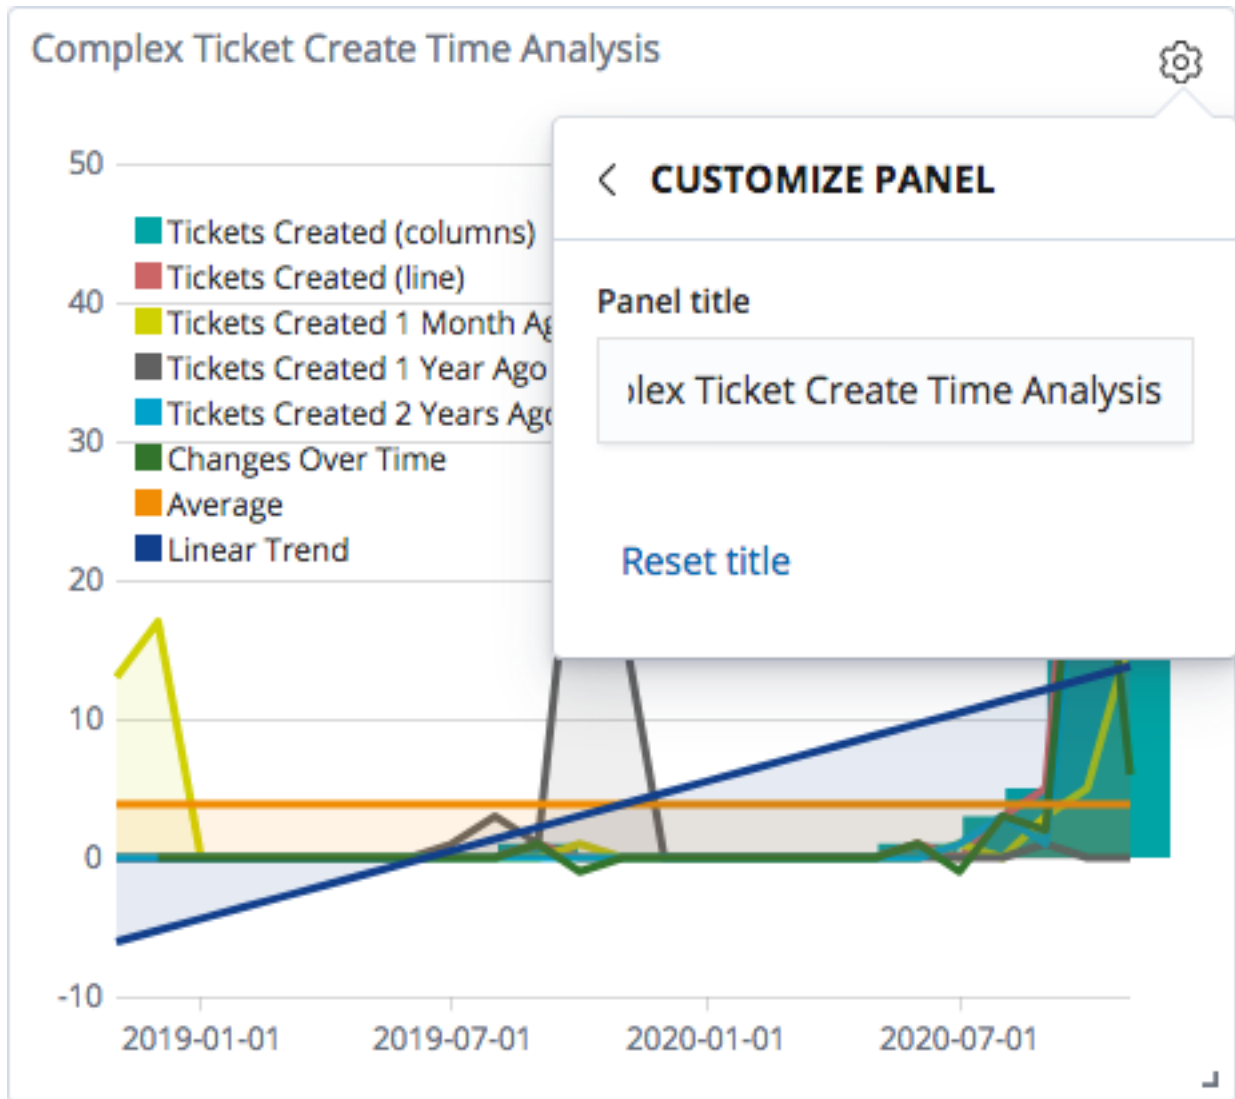 Complex Ticket Create Time Analysis
CUSTOMIZE PANEL
Panel title
plex Ticket Create Time Analysis
Reset title
50
40
30
20
10
0
-10
Tickets Created (columns)
Tickets Created (line)
Tickets Created 1 Month Ag
Tickets Created 1 Year Ago
Tickets Created 2 Years Ago
Changes Over Time
Average
Linear Trend
2019-01-01
2019-07-01
2020-01-01
2020-07-01